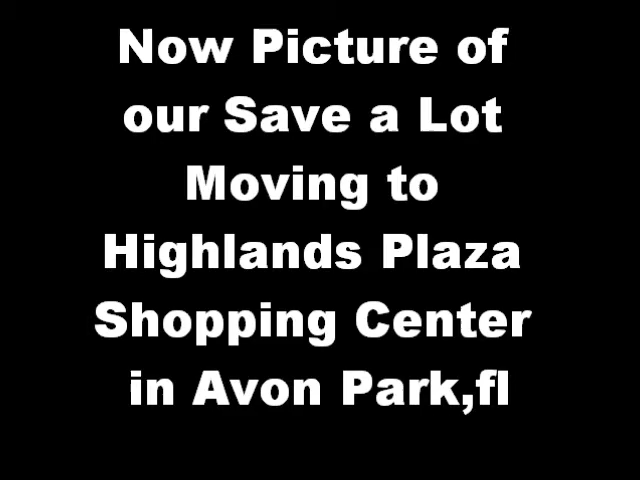 Now Picture of
our Save a Lot
Moving to
Highlands Plaza
Shopping Center
in Avon Park,fl